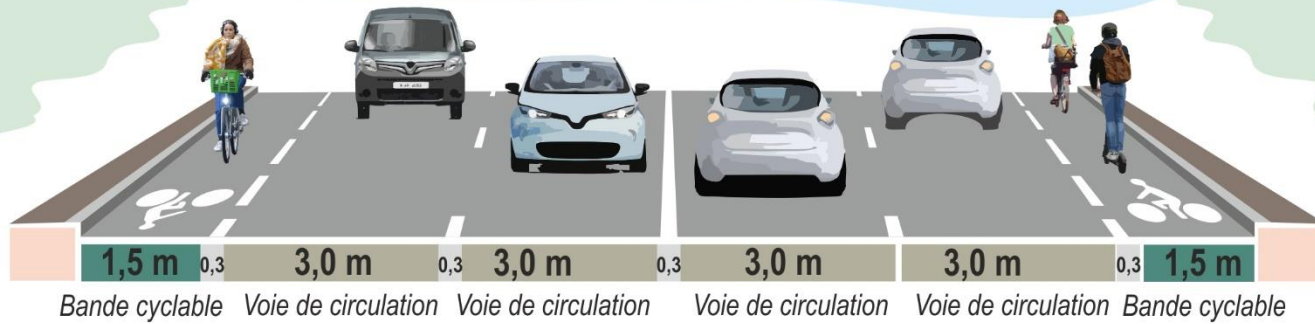 1,5 m 0,3 3,0 m 0,3 3,0 m 0,3 3,0 m 3,0 m 0,3 1,5 m
Bande cyclable Voie de circulation Voie de circulation Voie de circulation Voie de circulation Bande cyclable